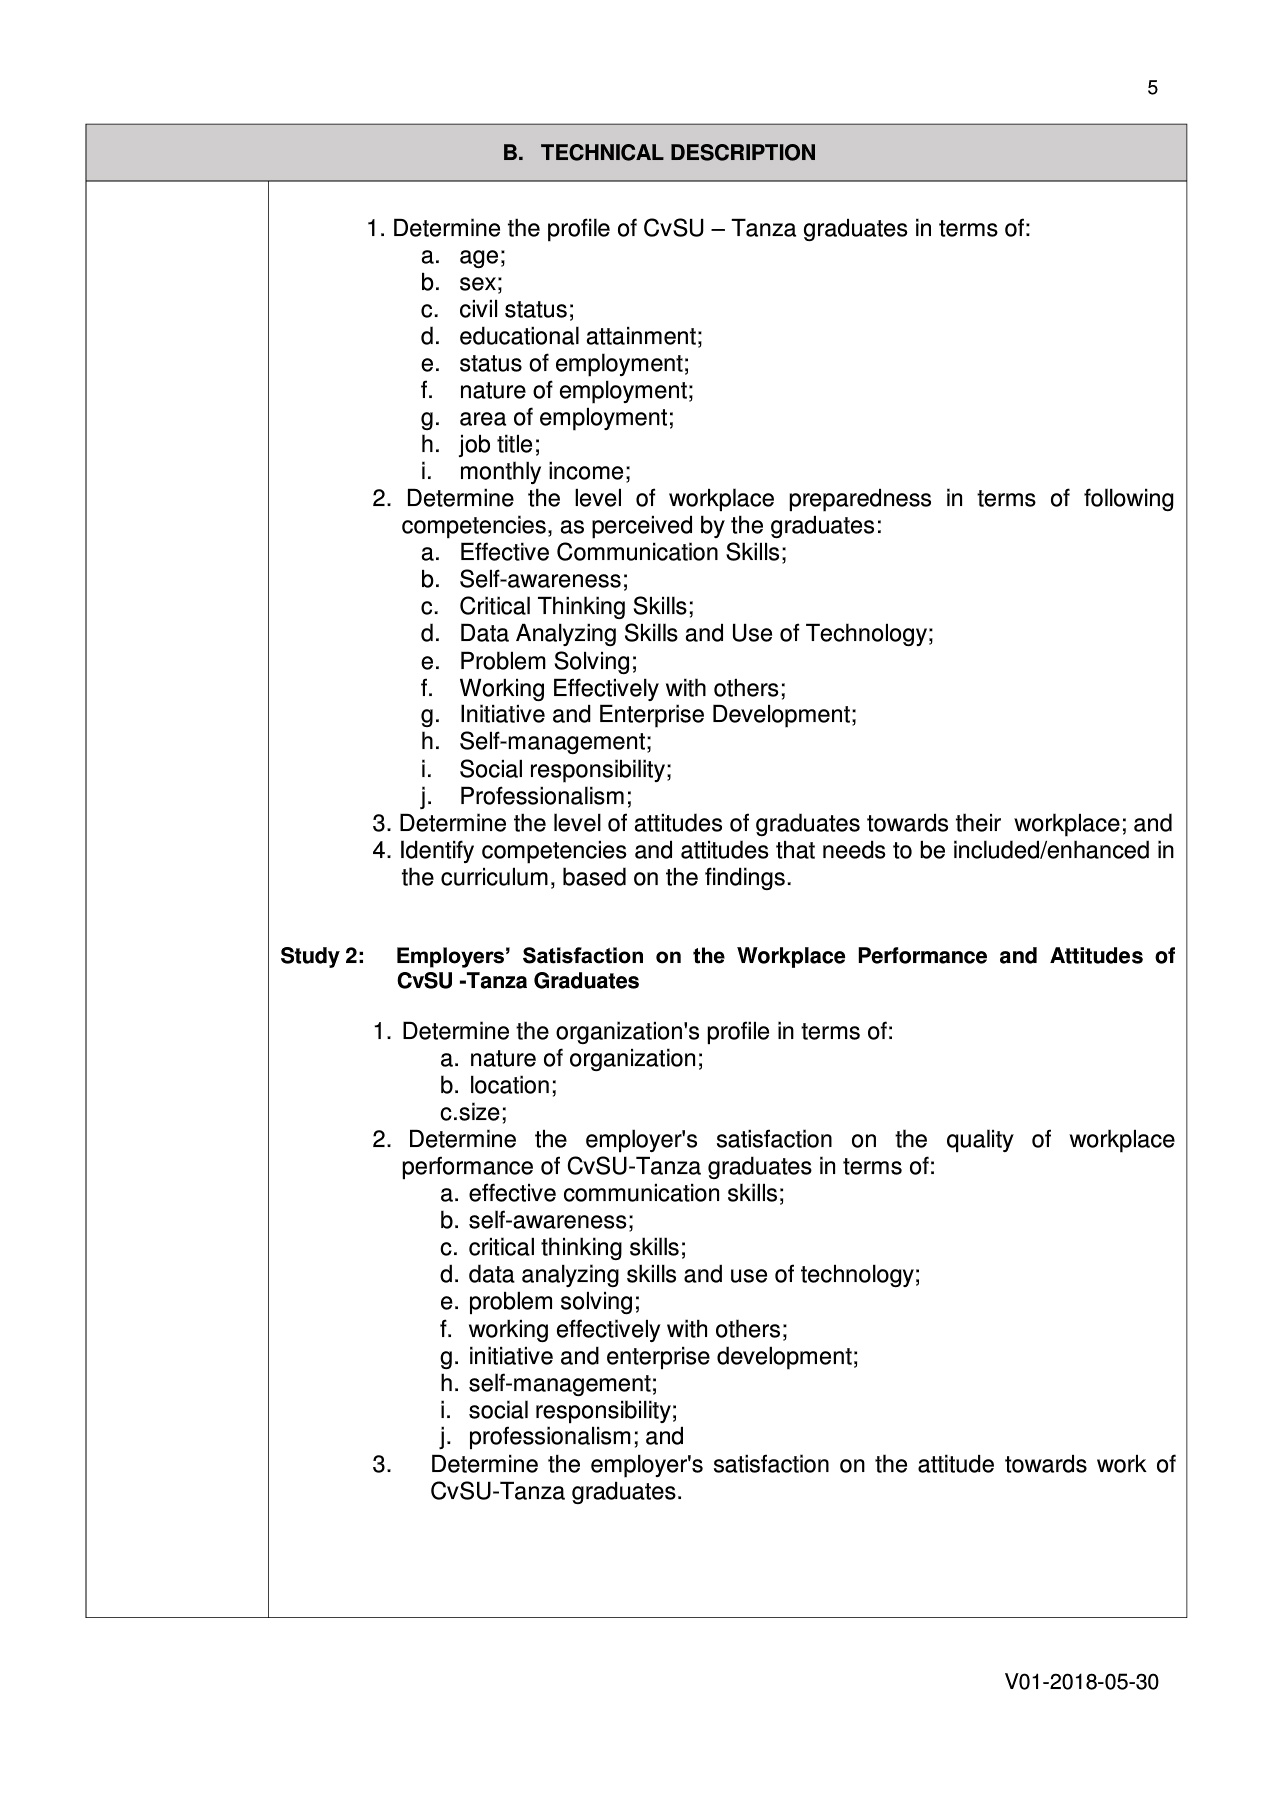 5
B. TECHNICAL DESCRIPTION
1. Determine the profile of CvSU – Tanza graduates in terms of:
a. age;
b. sex;
c. civil status;
d. educational attainment;
e. status of employment;
f. nature of employment;
g. area of employment;
h. job title;
i. monthly income;
2. Determine the level of workplace preparedness in terms of following
competencies, as perceived by the graduates:
a. Effective Communication Skills;
b. Self-awareness;
c. Critical Thinking Skills;
d. Data Analyzing Skills and Use of Technology;
e. Problem Solving;
f. Working Effectively with others;
g. Initiative and Enterprise Development;
h. Self-management;
i. Social responsibility;
j. Professionalism;
3. Determine the level of attitudes of graduates towards their workplace; and
4. Identify competencies and attitudes that needs to be included/enhanced in
the curriculum, based on the findings.
Study 2: Employers’ Satisfaction on the Workplace Performance and Attitudes of
CvSU -Tanza Graduates
1. Determine the organization's profile in terms of:
a. nature of organization;
b. location;
c.size;
2. Determine the employer's satisfaction on the quality of workplace
performance of CvSU-Tanza graduates in terms of:
a. effective communication skills;
b. self-awareness;
c. critical thinking skills;
d. data analyzing skills and use of technology;
e. problem solving;
f. working effectively with others;
g. initiative and enterprise development;
h. self-management;
i. social responsibility;
j. professionalism; and
3. Determine the employer's satisfaction on the attitude towards work of
CvSU-Tanza graduates.
V01-2018-05-30